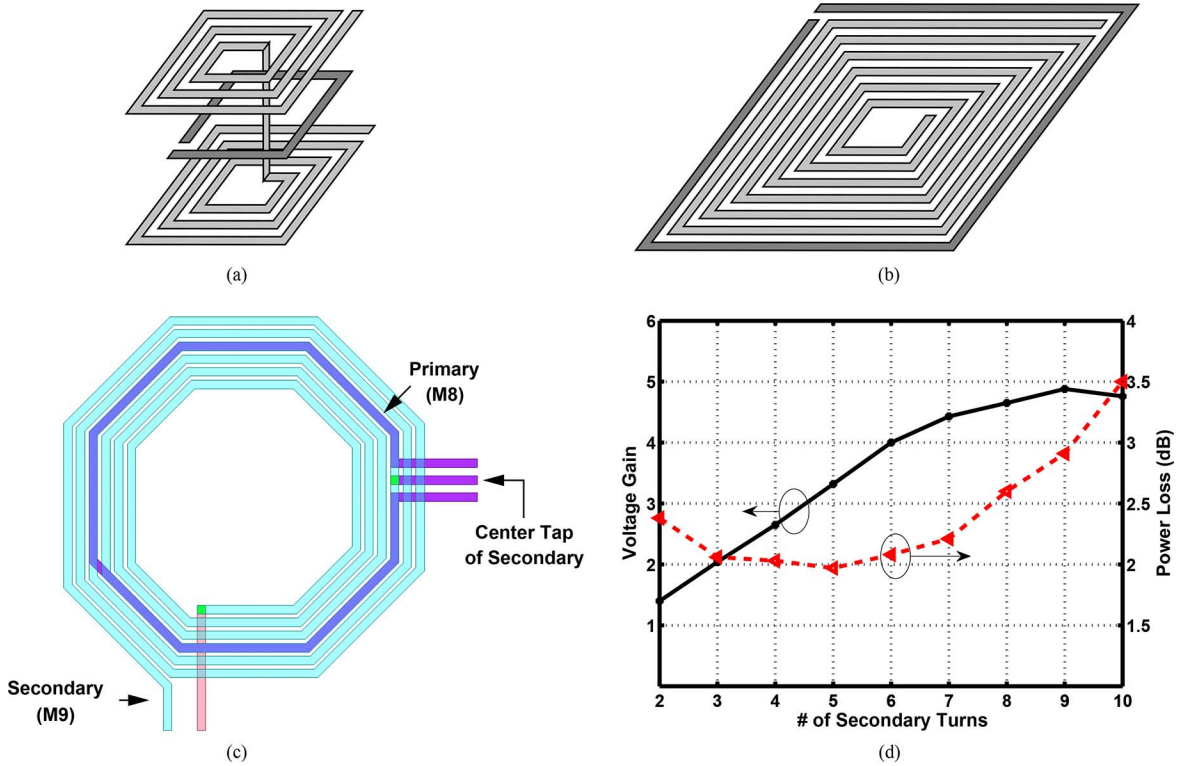 (a)
(b)
Primary
(M8)
Center Tap
of Secondary
Secondary
(M9)
(c)
Voltage Gain
6
5
4
3
2
1
4
3.5
3
2.5
2
1.5
Power Loss (dB)
2 3 4 5 6 7 8 9 10
# of Secondary Turns
(d)